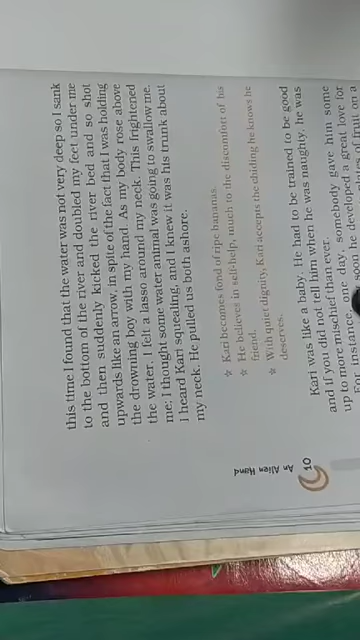 this time I found that the water was not very deep so I sank
to the bottom of the river and doubled my feet under me
and then suddenly kicked the river bed and so shot
upwards like an arrow, in spite of the fact that I was holding
the drowning boy with my hand. As my body rose above
the water, I felt a lasso around my neck. This frightened
me; I thought some water animal was going to swallow me.
I heard Kari squealing, and I knew it was his trunk about
my neck. He pulled us both ashore.
☆ Kari becomes fond of ripe bananas.
☆ He believes in self-help, much to the discomfort of his
friend.
☆ With quiet dignity, Kari accepts the chiding he knows he
deserves.
Kari was like a baby. He had to be trained to be good
and if you did not tell him when he was naughty, he was
up to more mischief than ever.
For instance, one day, somebody gave him some
soon he developed a great love for
on a
10
An Alien Hand